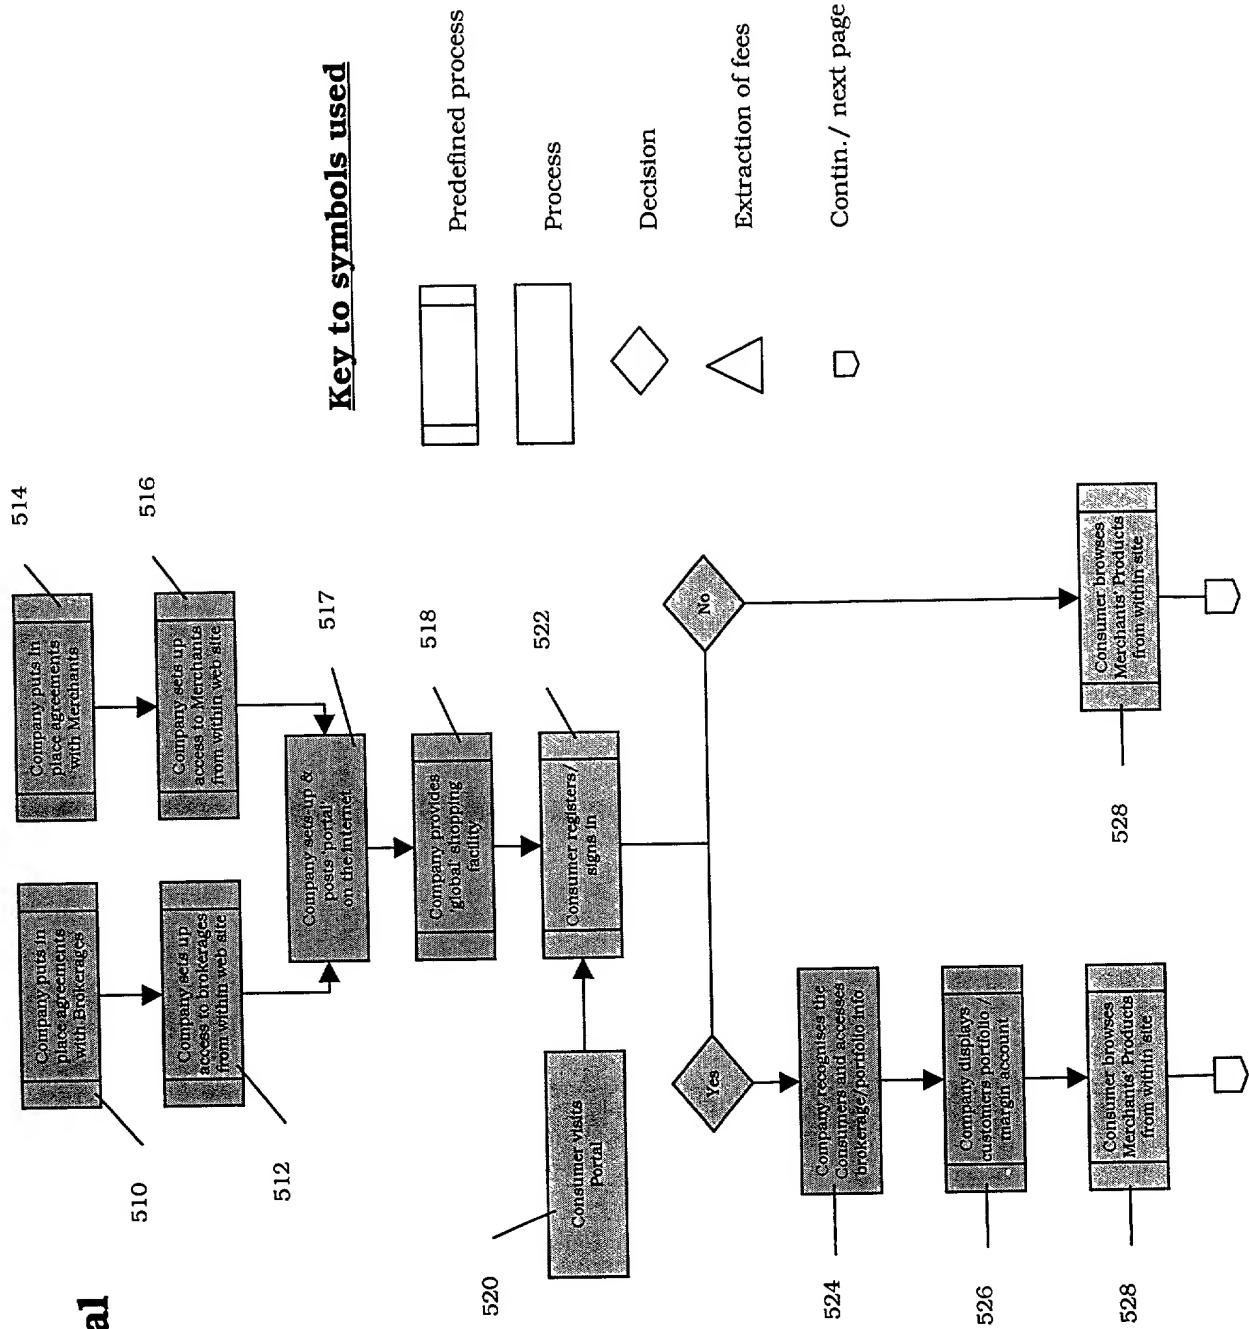 al
514
Company puts in
place agreements
with Merchants
516
Company sets up
access to Merchants
from within web site
510
Company puts in
place agreements
with Brokerages
512
Company sets up
access to brokerages
from within web site
517
Company sets-up &
posts 'portal'
on the internet
518
Company provides
'global' shopping
facility
522
Consumer registers/
signs in
520
Consumer visits
Portal
Yes
No
524
Company recognises the
Consumers and accesses
brokerage/portfolio info
526
Company displays
customers portfolio /
margin account
528
Consumer browses
Merchants' Products
from within site
528
Consumer browses
Merchants' Products
from within site
Key to symbols used
Predefined process
Process
Decision
Extraction of fees
Contin./ next page